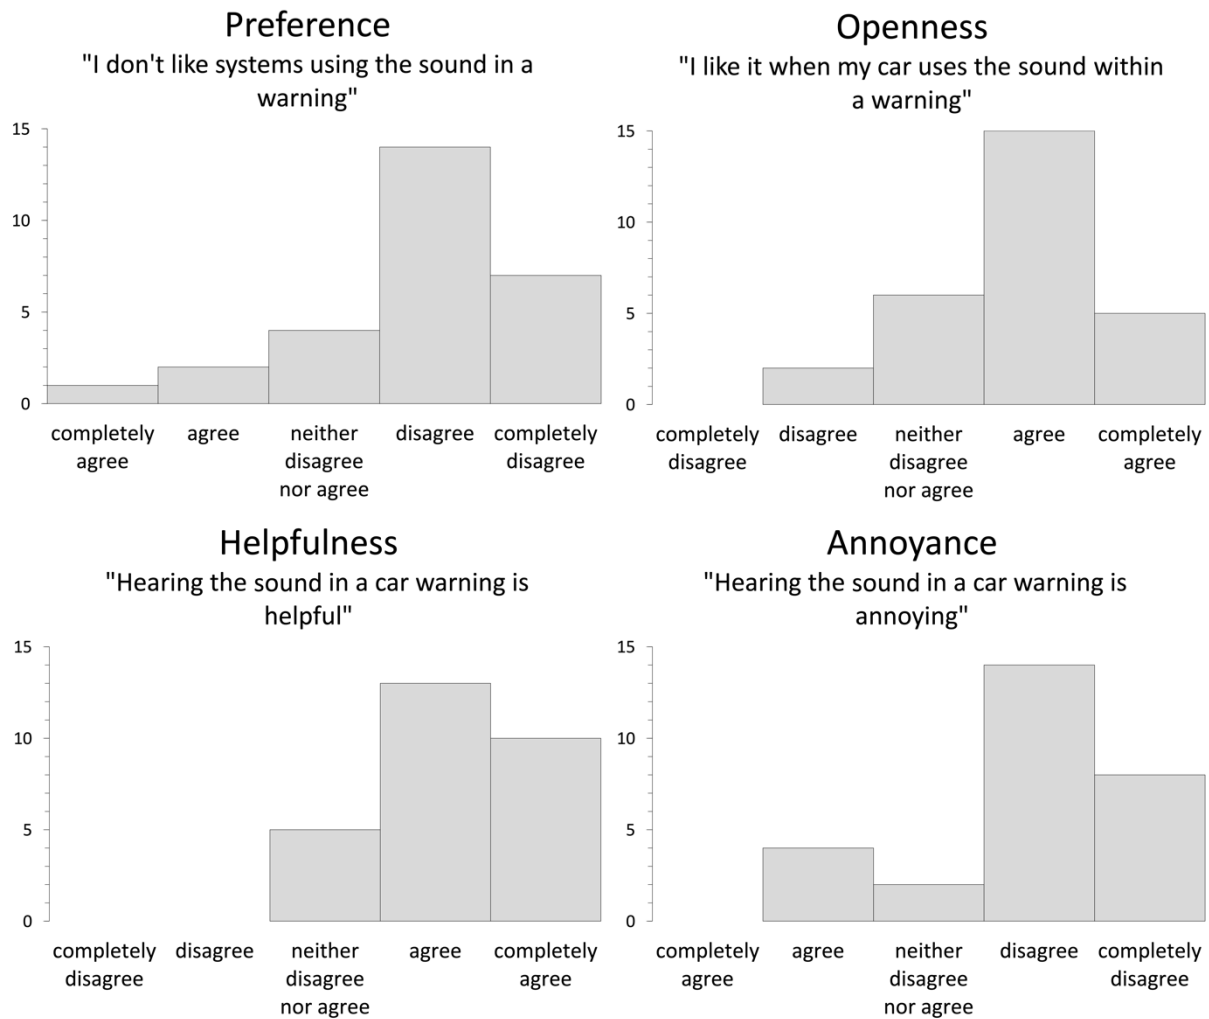 Preference
"I don't like systems using the sound in a
warning"
15
10
5
0
completely
agree
agree
neither
disagree
nor agree
disagree
completely
disagree
Openness
"I like it when my car uses the sound within
a warning"
15
10
5
0
completely
disagree
disagree
neither
disagree
nor agree
agree
completely
agree
Helpfulness
"Hearing the sound in a car warning is
helpful"
15
10
5
0
completely
disagree
disagree
neither
disagree
nor agree
agree
completely
agree
Annoyance
"Hearing the sound in a car warning is
annoying"
15
10
5
0
completely
agree
agree
neither
disagree
nor agree
disagree
completely
disagree